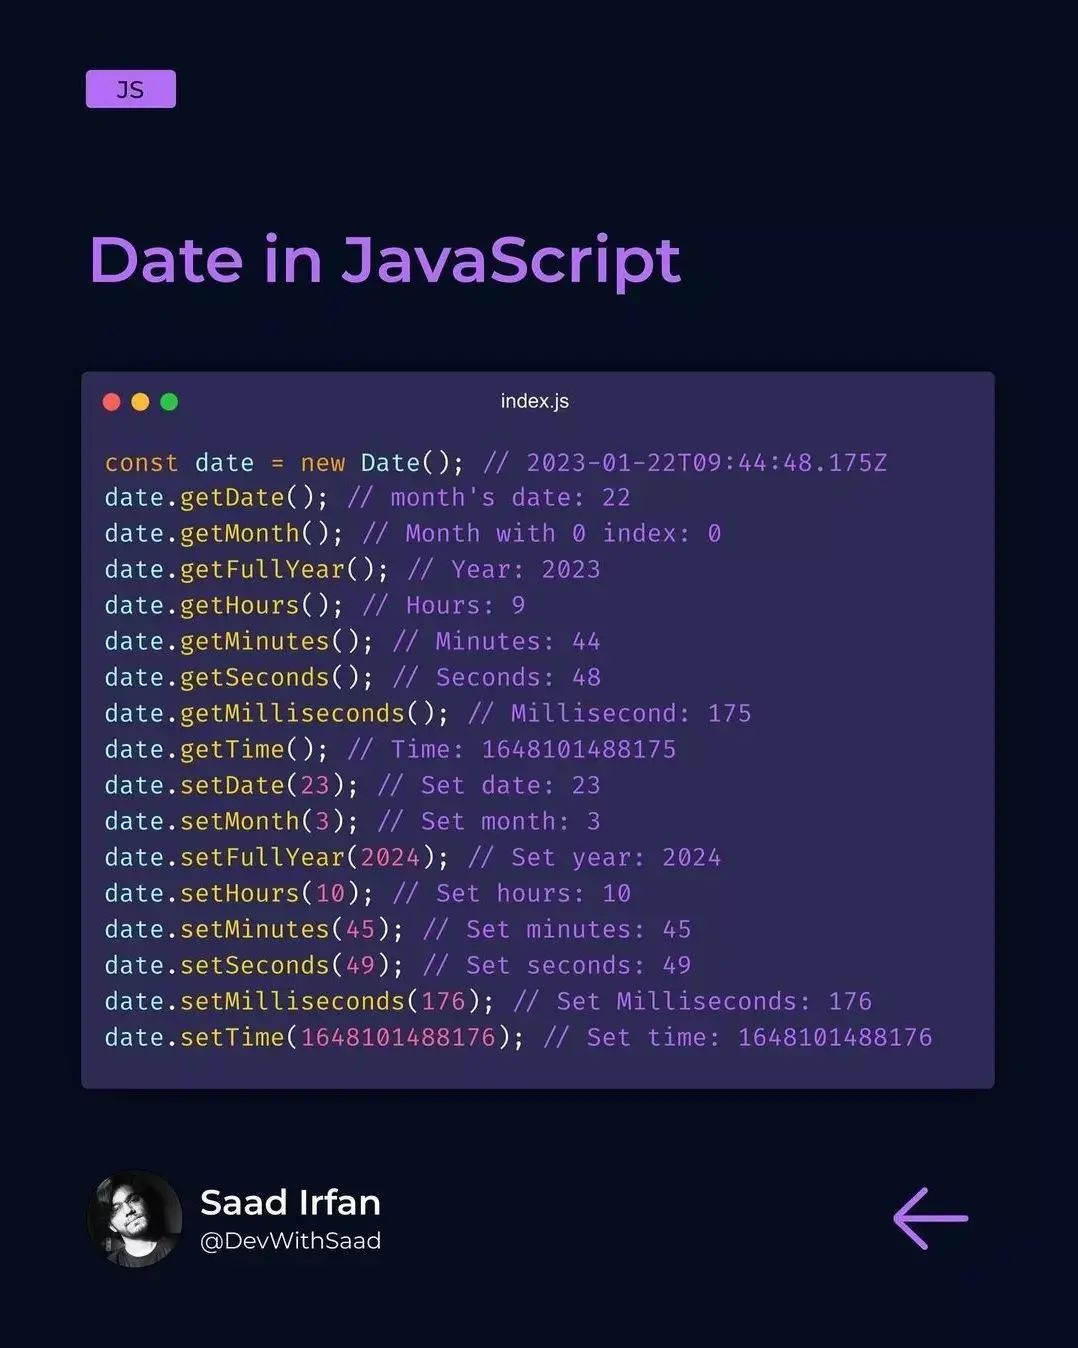 JS
Date in JavaScript
index.js
const date = new Date(); // 2023-01-22T09:44:48.175Z
date.getDate(); // month's date: 22
date.getMonth(); // Month with 0 index: 0
date.getFullYear(); // Year: 2023
date.getHours(); // Hours: 9
date.getMinutes(); // Minutes: 44
date.getSeconds(); // Seconds: 48
date.getMilliseconds(); // Millisecond: 175
date.getTime(); // Time: 1648101488175
date.setDate(23); // Set date: 23
date.setMonth(3); // Set month: 3
date.setFullYear(2024); // Set year: 2024
date.setHours(10); // Set hours: 10
date.setMinutes(45); // Set minutes: 45
date.setSeconds(49); // Set seconds: 49
date.setMilliseconds(176); // Set Milliseconds: 176
date.setTime(1648101488176); // Set time: 1648101488176
Saad Irfan
@DevWithSaad